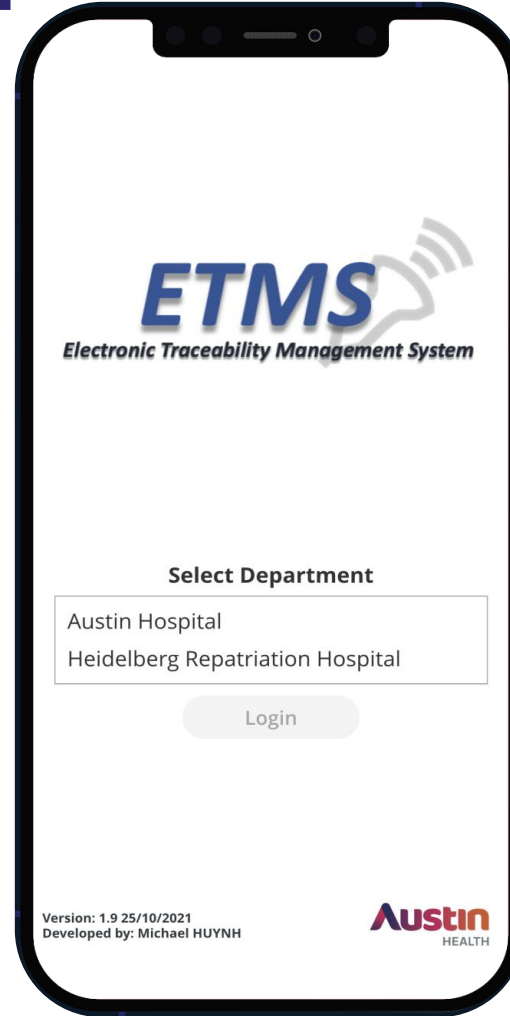 ETMS
Electronic Traceability Management System
Select Department
Austin Hospital
Heidelberg Repatriation Hospital
Login
Version: 1.9 25/10/2021
Developed by: Michael HUYNH
Austin
HEALTH